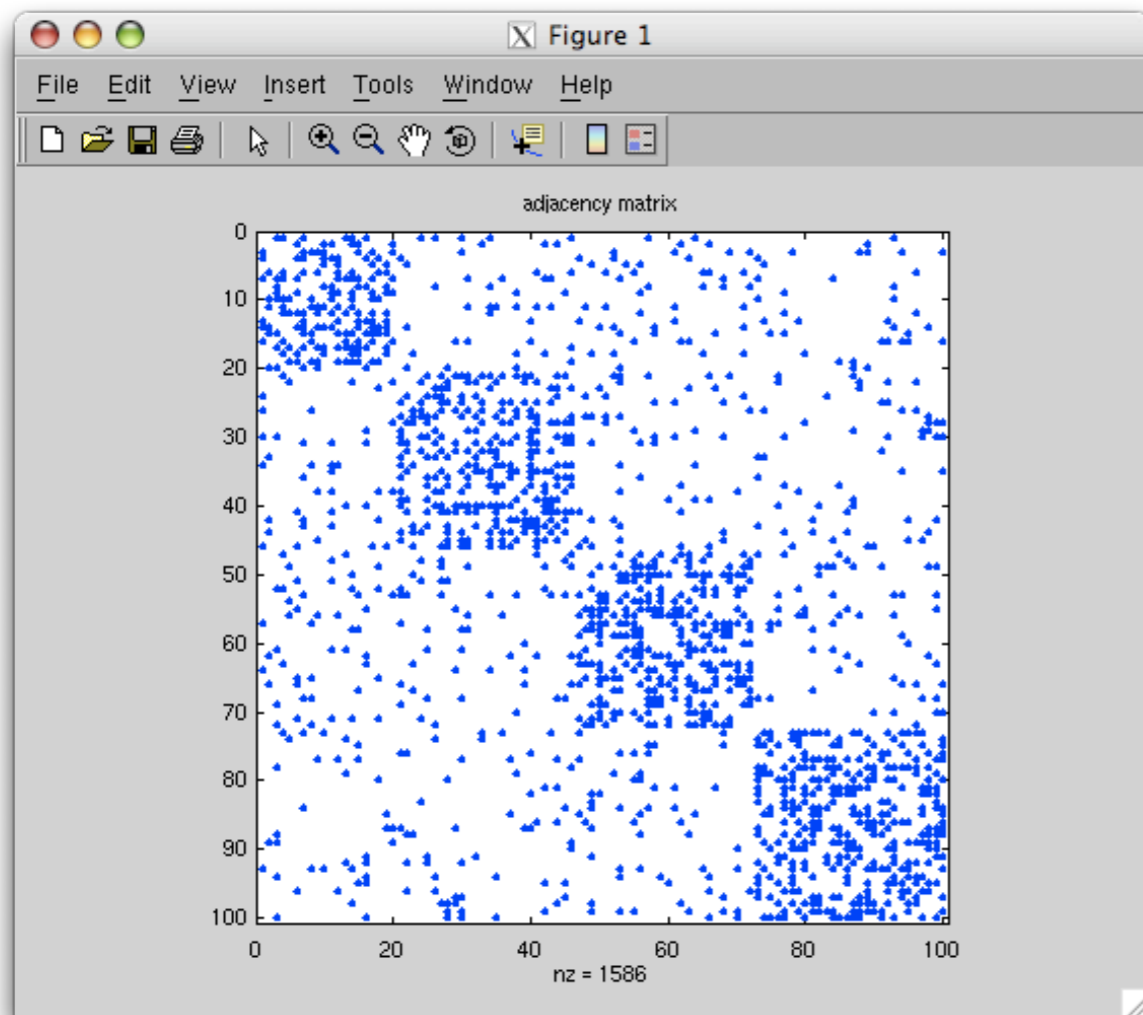 Figure 1
File Edit View Insert Tools Window Help
adjacency matrix
0
10
20
30
40
50
60
70
80
90
100
0 20 40 60 80 100
nz = 1586